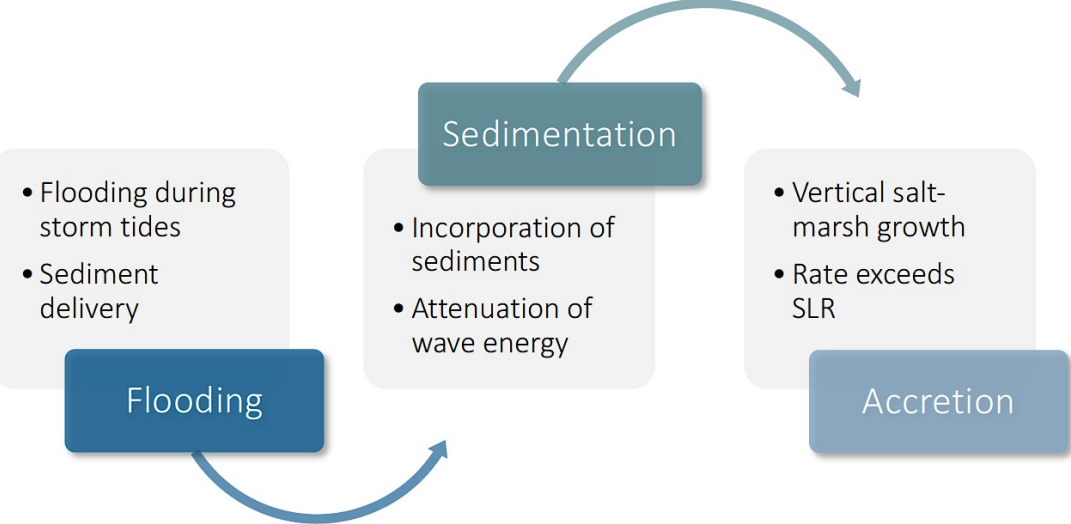 • Flooding during
storm tides
• Sediment
delivery
Flooding
Sedimentation
• Incorporation of
sediments
• Attenuation of
wave energy
• Vertical salt-
marsh growth
• Rate exceeds
SLR
Accretion